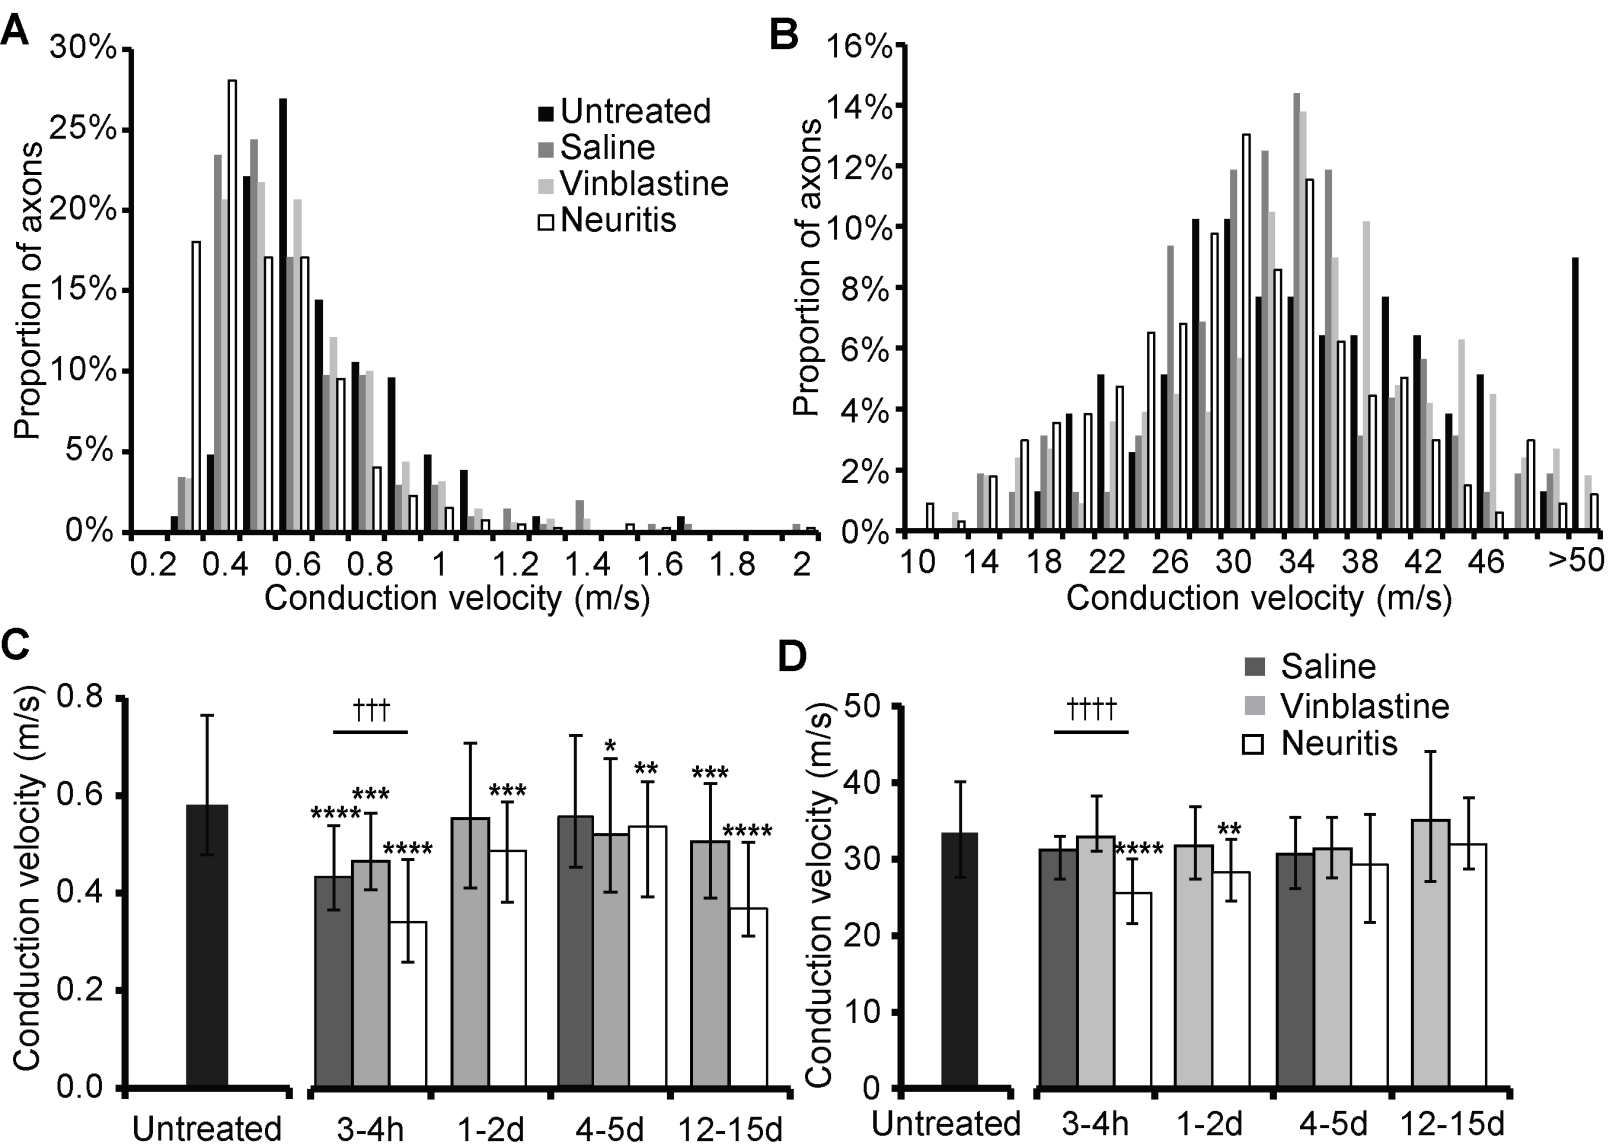 A
30%
25%
20%
15%
10%
5%
0%
Proportion of axons
Untreated
Saline
Vinblastine
Neuritis
0.2 0.4 0.6 0.8 1 1.2 1.4 1.6 1.8 2
Conduction velocity (m/s)
B
16%
14%
12%
10%
8%
6%
4%
2%
0%
Proportion of axons
10 14 18 22 26 30 34 38 42 46 >50
Conduction velocity (m/s)
C
0.8
0.6
0.4
0.2
0.0
Conduction velocity (m/s)
†††
****
***
****
***
*
**
***
****
Untreated 3-4h 1-2d 4-5d 12-15d
D
Saline
Vinblastine
Neuritis
50
40
30
20
10
0
Conduction velocity (m/s)
††††
****
**
Untreated 3-4h 1-2d 4-5d 12-15d